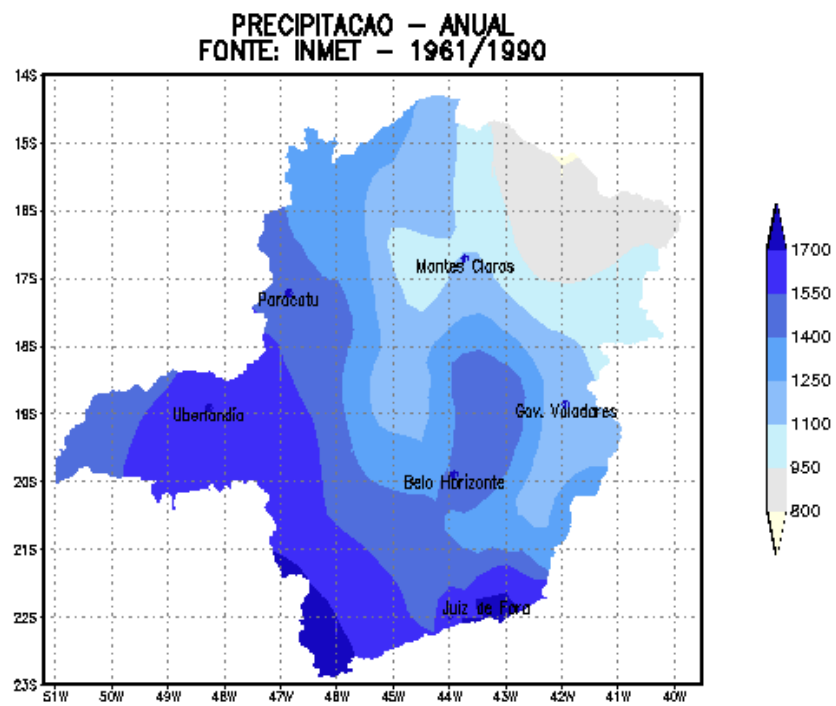 PRECIPITACAO – ANUAL
FONTE: INMET – 1961/1990
14S
15S
16S
17S
18S
19S
20S
21S
22S
23S
Montes Claros
Paracatu
Uberlandia
Gov. Valadares
Belo Horizonte
Juiz de Fora
51W 50W 49W 48W 47W 46W 45W 44W 43W 42W 41W 40W
1700
1550
1400
1250
1100
950
800